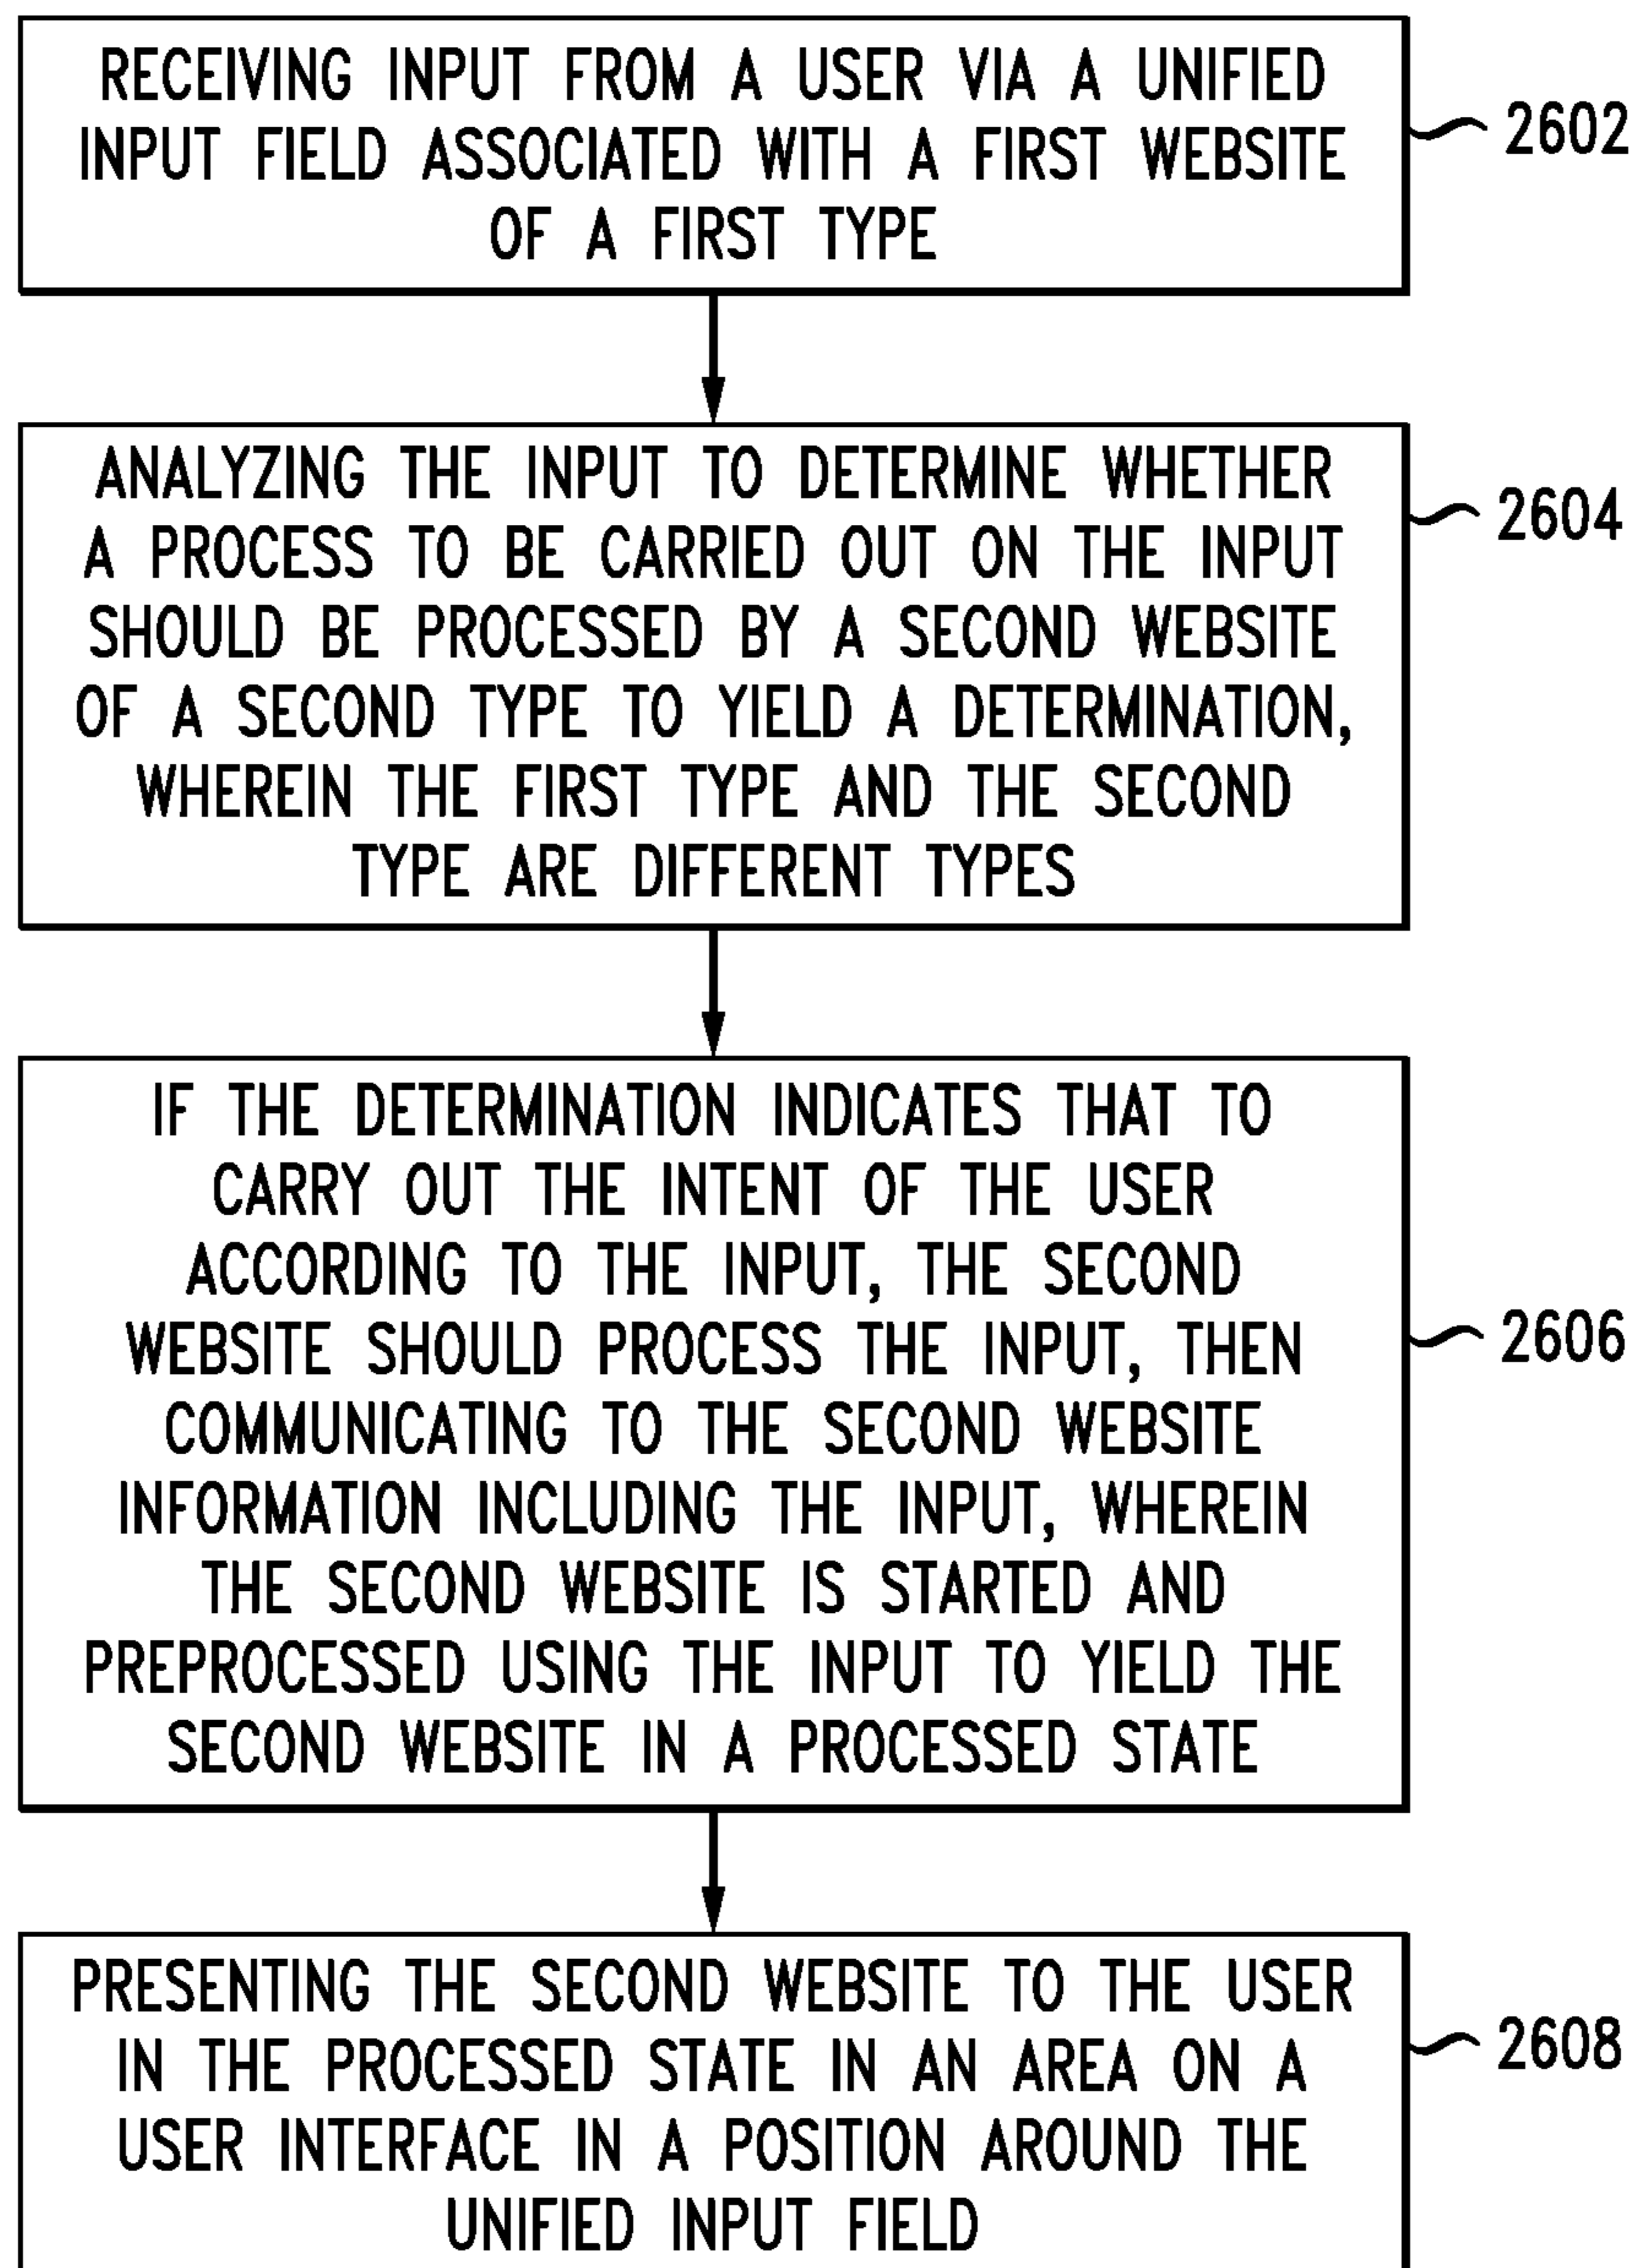 RECEIVING INPUT FROM A USER VIA A UNIFIED
INPUT FIELD ASSOCIATED WITH A FIRST WEBSITE
OF A FIRST TYPE
2602
ANALYZING THE INPUT TO DETERMINE WHETHER
A PROCESS TO BE CARRIED OUT ON THE INPUT
SHOULD BE PROCESSED BY A SECOND WEBSITE
OF A SECOND TYPE TO YIELD A DETERMINATION,
WHEREIN THE FIRST TYPE AND THE SECOND
TYPE ARE DIFFERENT TYPES
2604
IF THE DETERMINATION INDICATES THAT TO
CARRY OUT THE INTENT OF THE USER
ACCORDING TO THE INPUT, THE SECOND
WEBSITE SHOULD PROCESS THE INPUT, THEN
COMMUNICATING TO THE SECOND WEBSITE
INFORMATION INCLUDING THE INPUT, WHEREIN
THE SECOND WEBSITE IS STARTED AND
PREPROCESSED USING THE INPUT TO YIELD THE
SECOND WEBSITE IN A PROCESSED STATE
2606
PRESENTING THE SECOND WEBSITE TO THE USER
IN THE PROCESSED STATE IN AN AREA ON A
USER INTERFACE IN A POSITION AROUND THE
UNIFIED INPUT FIELD
2608